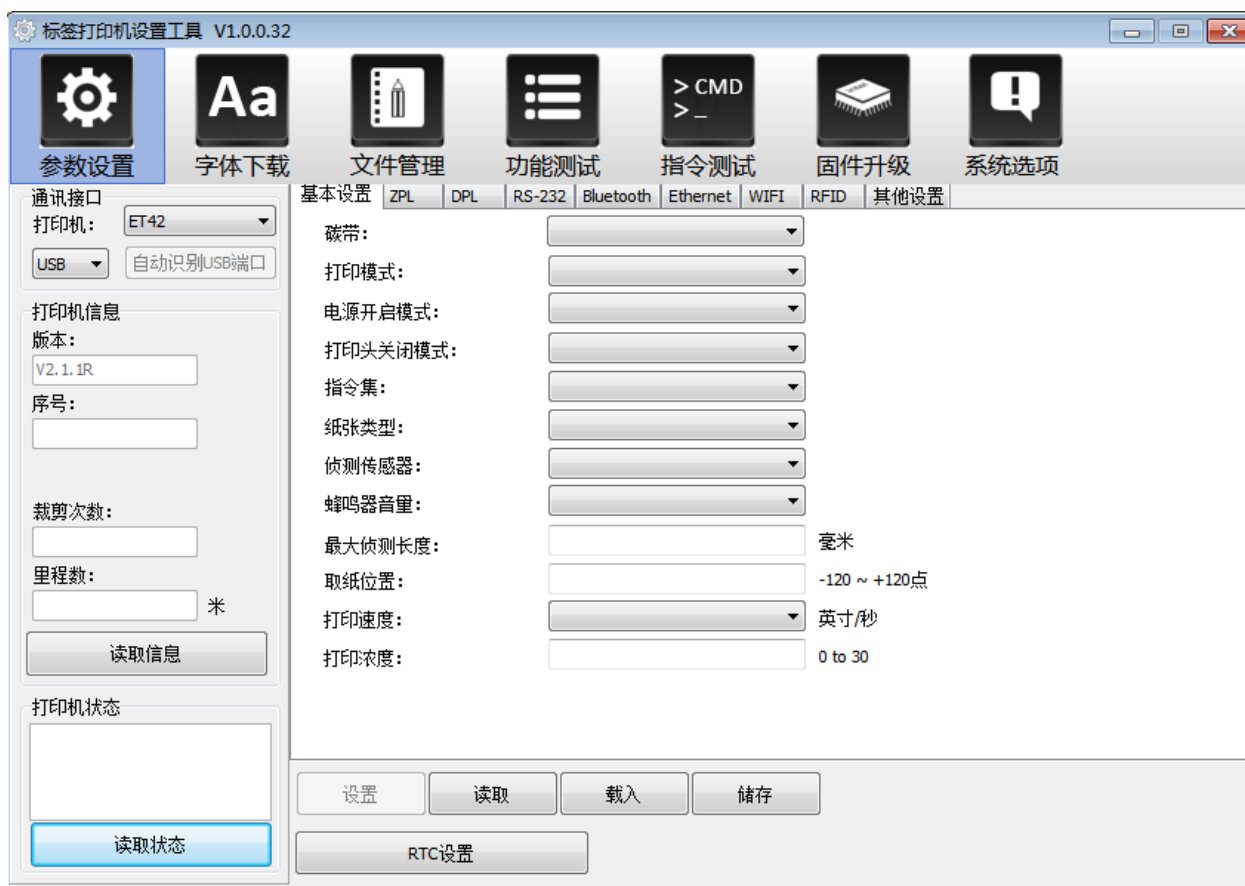 标签打印机设置工具 V1.0.0.32
Aa
> CMD
> _
参数设置 字体下载 文件管理 功能测试 指令测试 固件升级 系统选项
通讯接口
打印机： ET42
USB 自动识别USB端口
打印机信息
版本：
V2.1.1R
序号：
裁剪次数：
里程数：
米
读取信息
打印机状态
读取状态
基本设置 ZPL DPL RS-232 Bluetooth Ethernet WIFI RFID 其他设置
碳带：
打印模式：
电源开启模式：
打印头关闭模式：
指令集：
纸张类型：
侦测传感器：
蜂鸣器音量：
最大侦测长度： 毫米
取纸位置： -120 ~ +120点
打印速度： 英寸/秒
打印浓度： 0 to 30
设置 读取 载入 储存
RTC设置